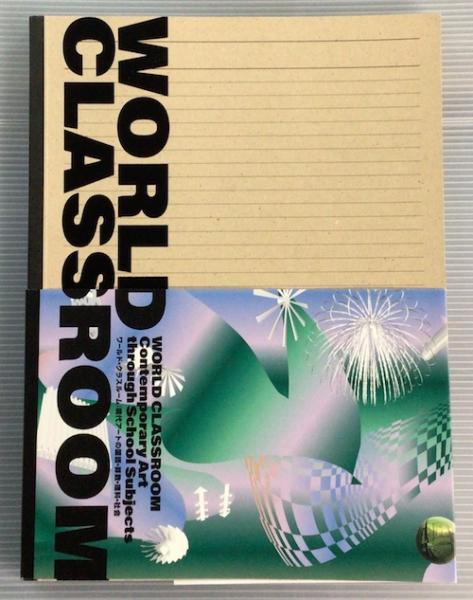 WORLD
CLASSROOM
WORLD CLASSROOM
Contemporary Art
through School Subjects
ワールド・クラスルーム：現代アートの国語・算数・理科・社会